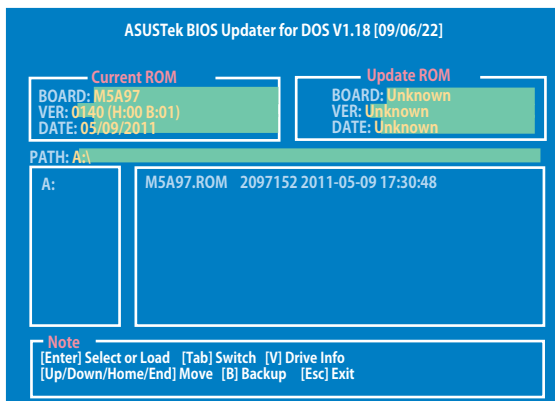 ASUSTek BIOS Updater for DOS V1.18 [09/06/22]
Current ROM
BOARD: M5A97
VER: 0140 (H:00 B:01)
DATE: 05/09/2011
Update ROM
BOARD: Unknown
VER: Unknown
DATE: Unknown
PATH: A:\
A:
M5A97.ROM 2097152 2011-05-09 17:30:48
Note
[Enter] Select or Load [Tab] Switch [V] Drive Info
[Up/Down/Home/End] Move [B] Backup [Esc] Exit